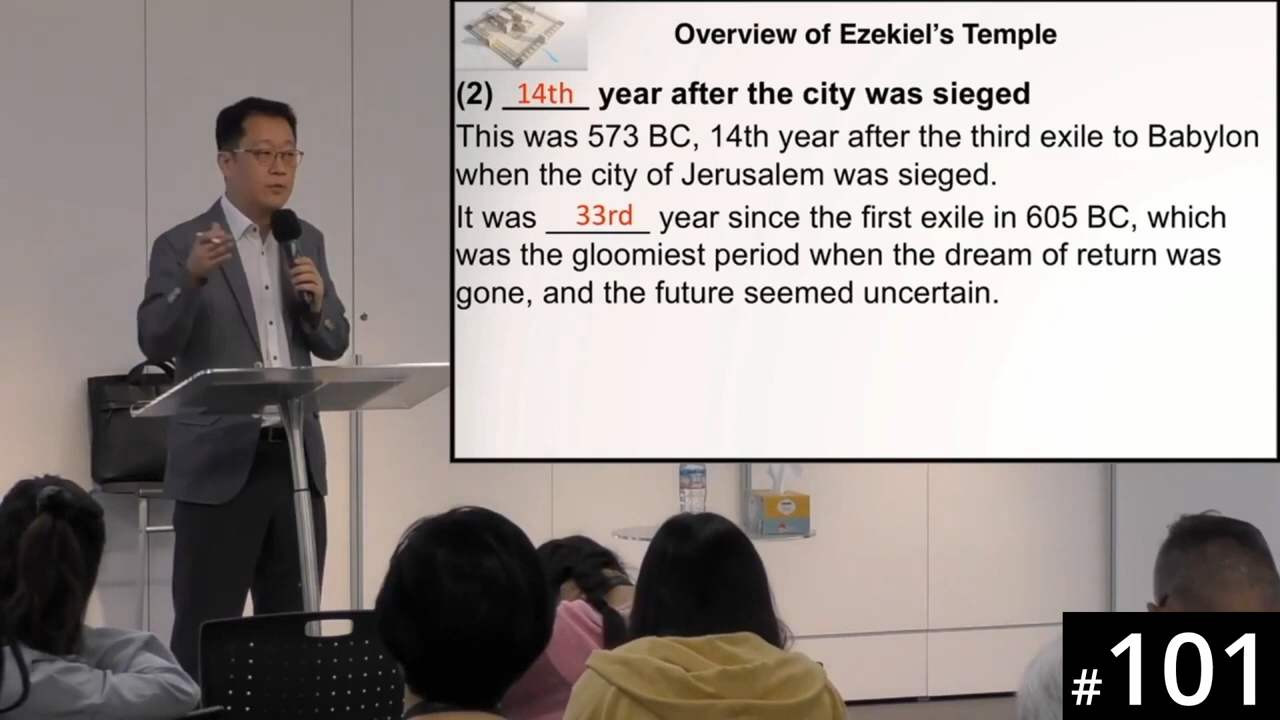 Overview of Ezekiel's Temple
(2) 14th year after the city was sieged
This was 573 BC, 14th year after the third exile to Babylon
when the city of Jerusalem was sieged.
It was 33rd year since the first exile in 605 BC, which
was the gloomiest period when the dream of return was
gone, and the future seemed uncertain.
#101